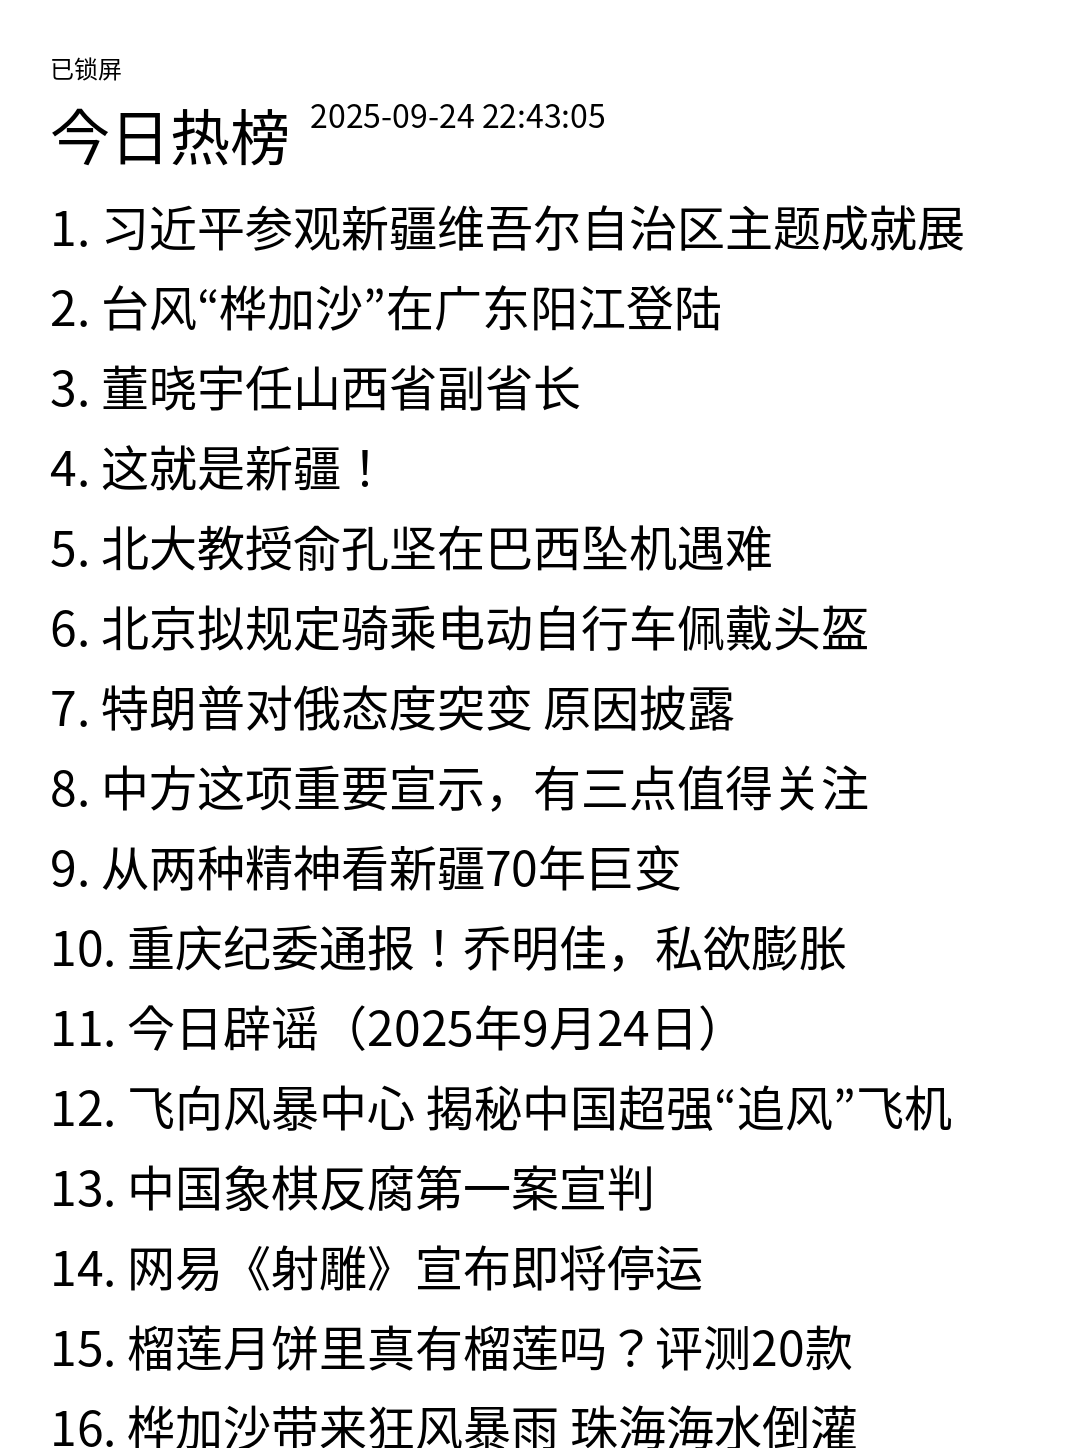 已锁屏
今日热榜 2025-09-24 22:43:05
1. 习近平参观新疆维吾尔自治区主题成就展
2. 台风“桦加沙”在广东阳江登陆
3. 董晓宇任山西省副省长
4. 这就是新疆！
5. 北大教授俞孔坚在巴西坠机遇难
6. 北京拟规定骑乘电动自行车佩戴头盔
7. 特朗普对俄态度突变 原因披露
8. 中方这项重要宣示，有三点值得关注
9. 从两种精神看新疆70年巨变
10. 重庆纪委通报！乔明佳，私欲膨胀
11. 今日辟谣（2025年9月24日）
12. 飞向风暴中心 揭秘中国超强“追风”飞机
13. 中国象棋反腐第一案宣判
14. 网易《射雕》宣布即将停运
15. 榴莲月饼里真有榴莲吗？评测20款
16. 桦加沙带来狂风暴雨 珠海海水倒灌